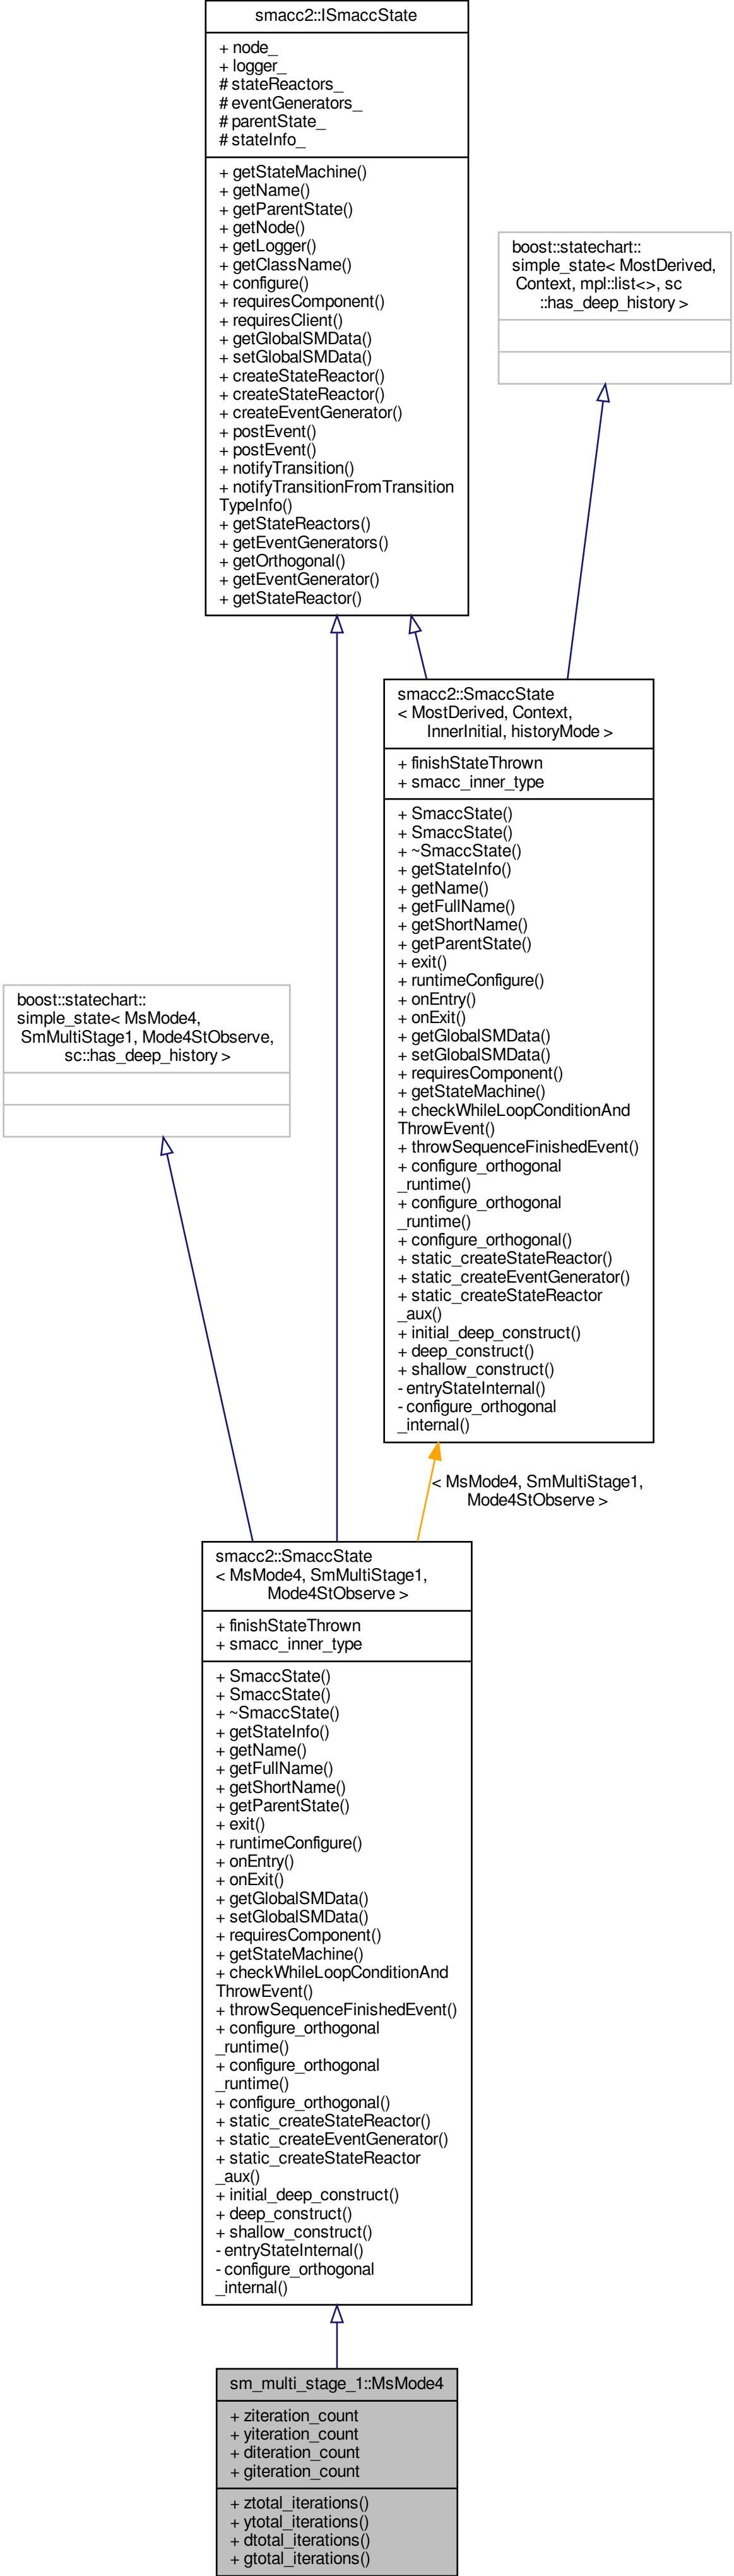 smacc2::ISmaccState
+ node_
+ logger_
# stateReactors_
# eventGenerators_
# parentState_
# stateInfo_
+ getStateMachine()
+ getName()
+ getParentState()
+ getNode()
+ getLogger()
+ getClassName()
+ configure()
+ requiresComponent()
+ requiresClient()
+ getGlobalSMData()
+ setGlobalSMData()
+ createStateReactor()
+ createStateReactor()
+ createEventGenerator()
+ postEvent()
+ postEvent()
+ notifyTransition()
+ notifyTransitionFromTransition
TypeInfo()
+ getStateReactors()
+ getEventGenerators()
+ getOrthogonal()
+ getEventGenerator()
+ getStateReactor()
boost::statechart::
simple_state< MostDerived,
Context, mpl::list<>, sc
::has_deep_history >
smacc2::SmaccState
< MostDerived, Context,
InnerInitial, historyMode >
+ finishStateThrown
+ smacc_inner_type
+ SmaccState()
+ SmaccState()
+ ~SmaccState()
+ getStateInfo()
+ getName()
+ getFullName()
+ getShortName()
+ getParentState()
+ exit()
+ runtimeConfigure()
+ onEntry()
+ onExit()
+ getGlobalSMData()
+ setGlobalSMData()
+ requiresComponent()
+ getStateMachine()
+ checkWhileLoopConditionAnd
ThrowEvent()
+ throwSequenceFinishedEvent()
+ configure_orthogonal
_runtime()
+ configure_orthogonal
_runtime()
+ configure_orthogonal()
+ static_createStateReactor()
+ static_createEventGenerator()
+ static_createStateReactor
_aux()
+ initial_deep_construct()
+ deep_construct()
+ shallow_construct()
- entryStateInternal()
- configure_orthogonal
_internal()
boost::statechart::
simple_state< MsMode4,
SmMultiStage1, Mode4StObserve,
sc::has_deep_history >
< MsMode4, SmMultiStage1,
Mode4StObserve >
smacc2::SmaccState
< MsMode4, SmMultiStage1,
Mode4StObserve >
+ finishStateThrown
+ smacc_inner_type
+ SmaccState()
+ SmaccState()
+ ~SmaccState()
+ getStateInfo()
+ getName()
+ getFullName()
+ getShortName()
+ getParentState()
+ exit()
+ runtimeConfigure()
+ onEntry()
+ onExit()
+ getGlobalSMData()
+ setGlobalSMData()
+ requiresComponent()
+ getStateMachine()
+ checkWhileLoopConditionAnd
ThrowEvent()
+ throwSequenceFinishedEvent()
+ configure_orthogonal
_runtime()
+ configure_orthogonal
_runtime()
+ configure_orthogonal()
+ static_createStateReactor()
+ static_createEventGenerator()
+ static_createStateReactor
_aux()
+ initial_deep_construct()
+ deep_construct()
+ shallow_construct()
- entryStateInternal()
- configure_orthogonal
_internal()
sm_multi_stage_1::MsMode4
+ ziteration_count
+ yiteration_count
+ diteration_count
+ giteration_count
+ ztotal_iterations()
+ ytotal_iterations()
+ dtotal_iterations()
+ gtotal_iterations()